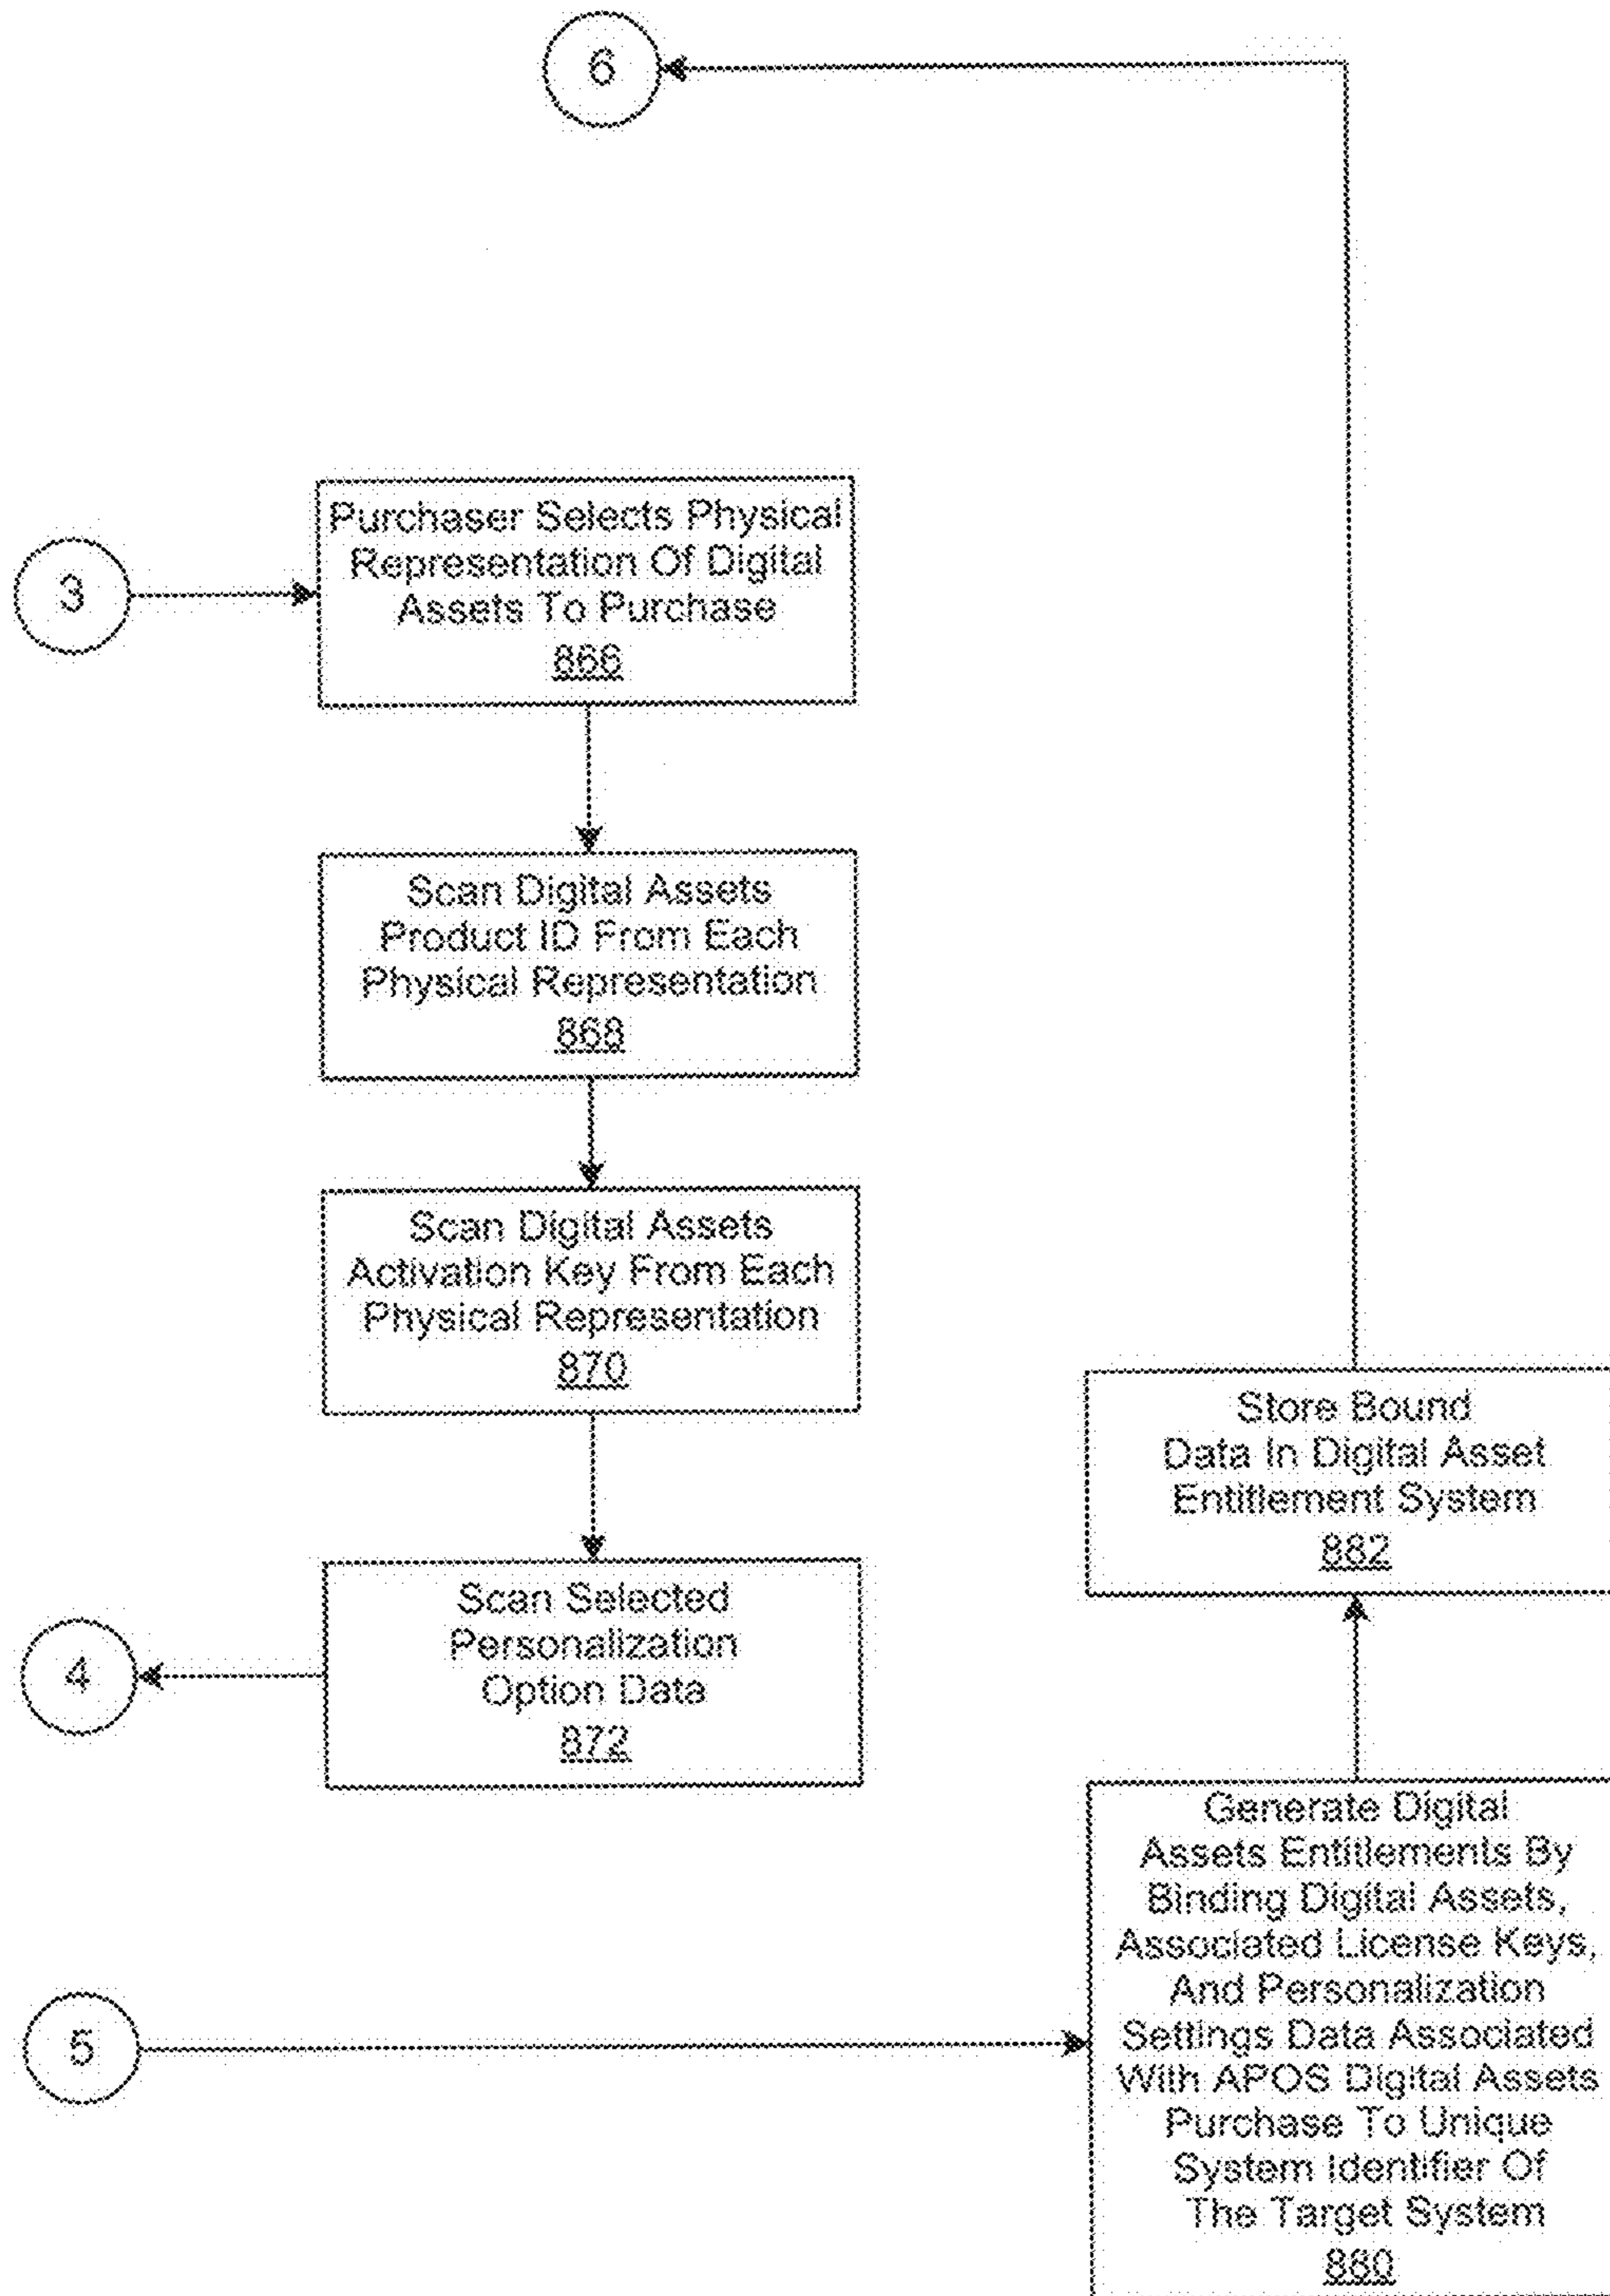 6
3
Purchaser Selects Physical
Representation Of Digital
Assets To Purchase
866
Scan Digital Assets
Product ID From Each
Physical Representation
868
Scan Digital Assets
Activation Key From Each
Physical Representation
870
Scan Selected
Personalization
Option Data
872
4
Store Bound
Data In Digital Asset
Entitlement System
882
5
Generate Digital
Assets Entitlements By
Binding Digital Assets,
Associated License Keys,
And Personalization
Settings Data Associated
With APOS Digital Assets
Purchase To Unique
System Identifier Of
The Target System
880